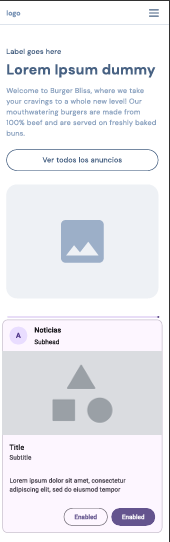 logo
Label goes here
Lorem Ipsum dummy
Welcome to Burger Bliss, where we take
your cravings to a whole new level! Our
mouthwatering burgers are made from
100% beef and are served on freshly baked
buns.
Ver todos los anuncios
A
Noticias
Subhead
Title
Subtitle
Lorem ipsum dolor sit amet, consectetur
adipiscing elit, sed do eiusmod tempor
Enabled
Enabled